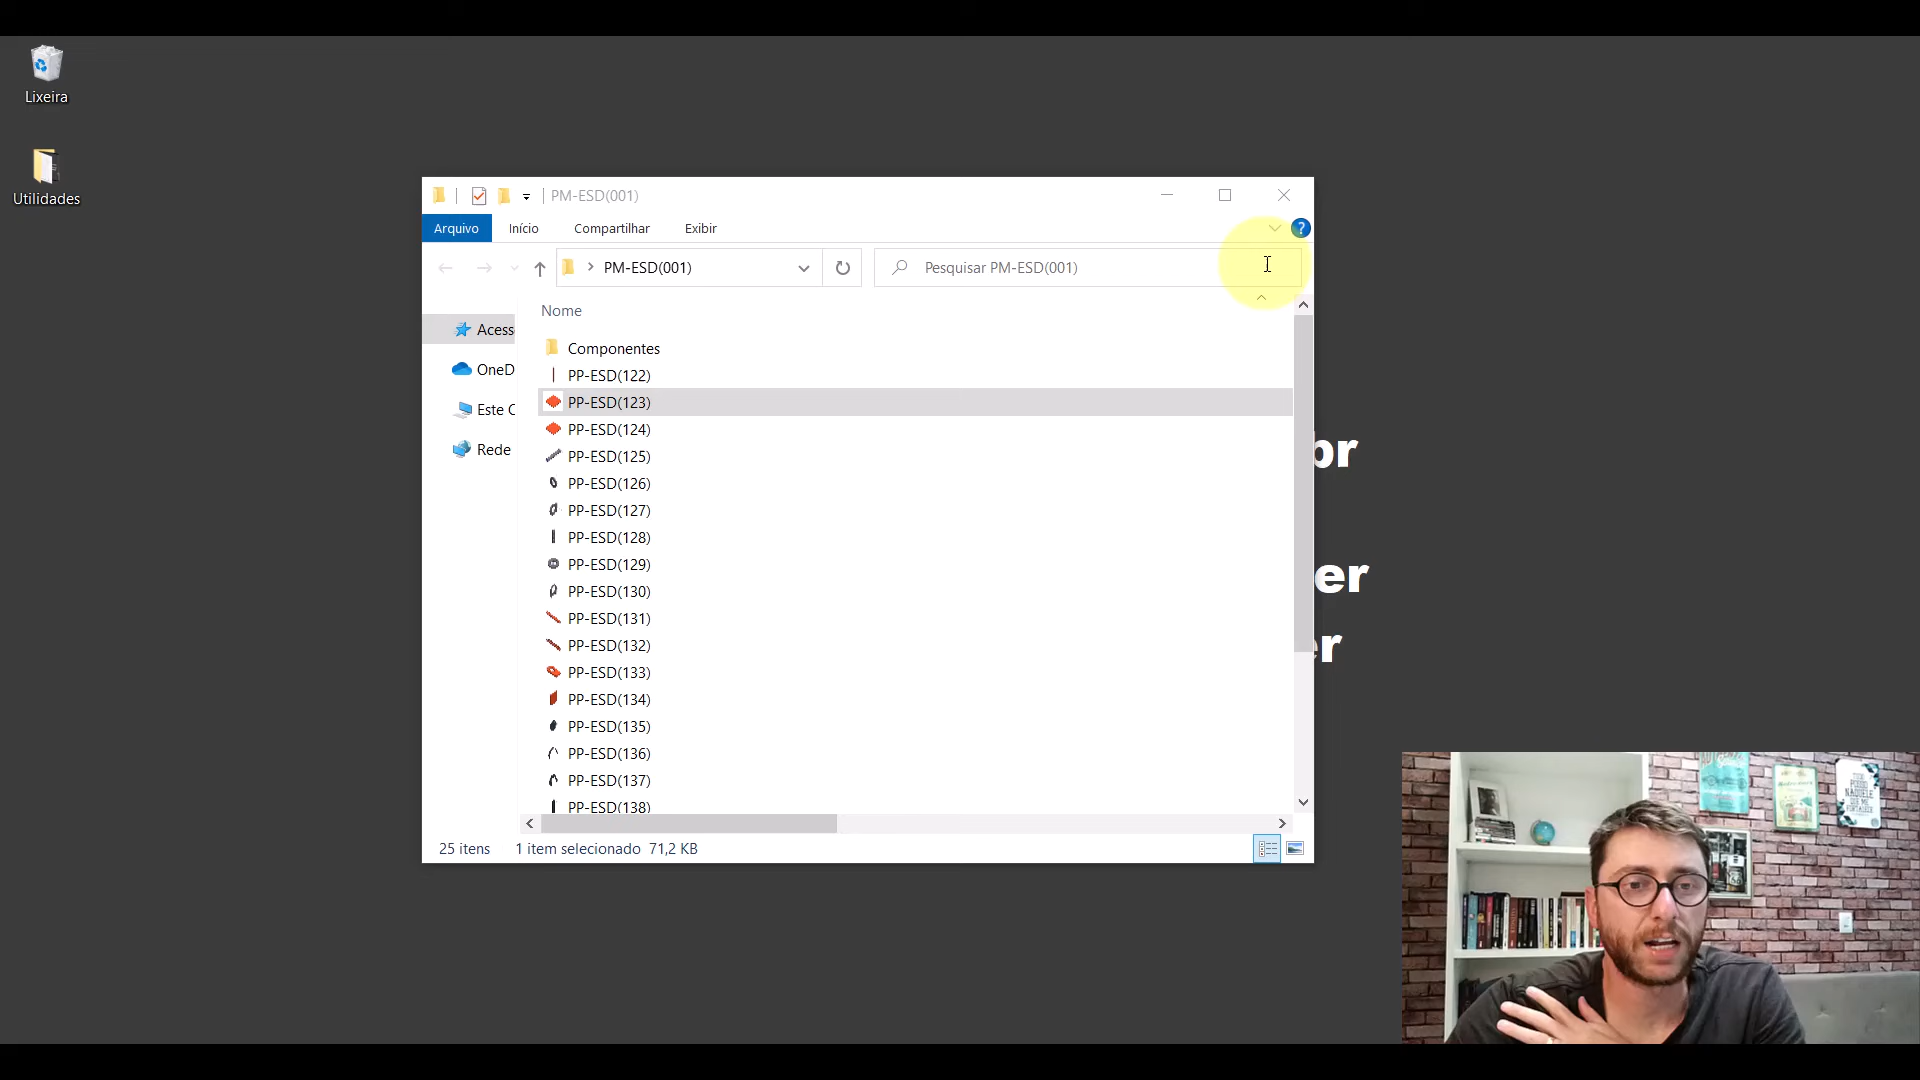 Lixeira
Utilidades
PM-ESD(001)
Arquivo Início Compartilhar Exibir
PM-ESD(001) Pesquisar PM-ESD(001)
Nome
Acess
OneD
Este C
Rede
Componentes
PP-ESD(122)
PP-ESD(123)
PP-ESD(124)
PP-ESD(125)
PP-ESD(126)
PP-ESD(127)
PP-ESD(128)
PP-ESD(129)
PP-ESD(130)
PP-ESD(131)
PP-ESD(132)
PP-ESD(133)
PP-ESD(134)
PP-ESD(135)
PP-ESD(136)
PP-ESD(137)
PP-ESD(138)
25 itens 1 item selecionado 71,2 KB
br
er
er